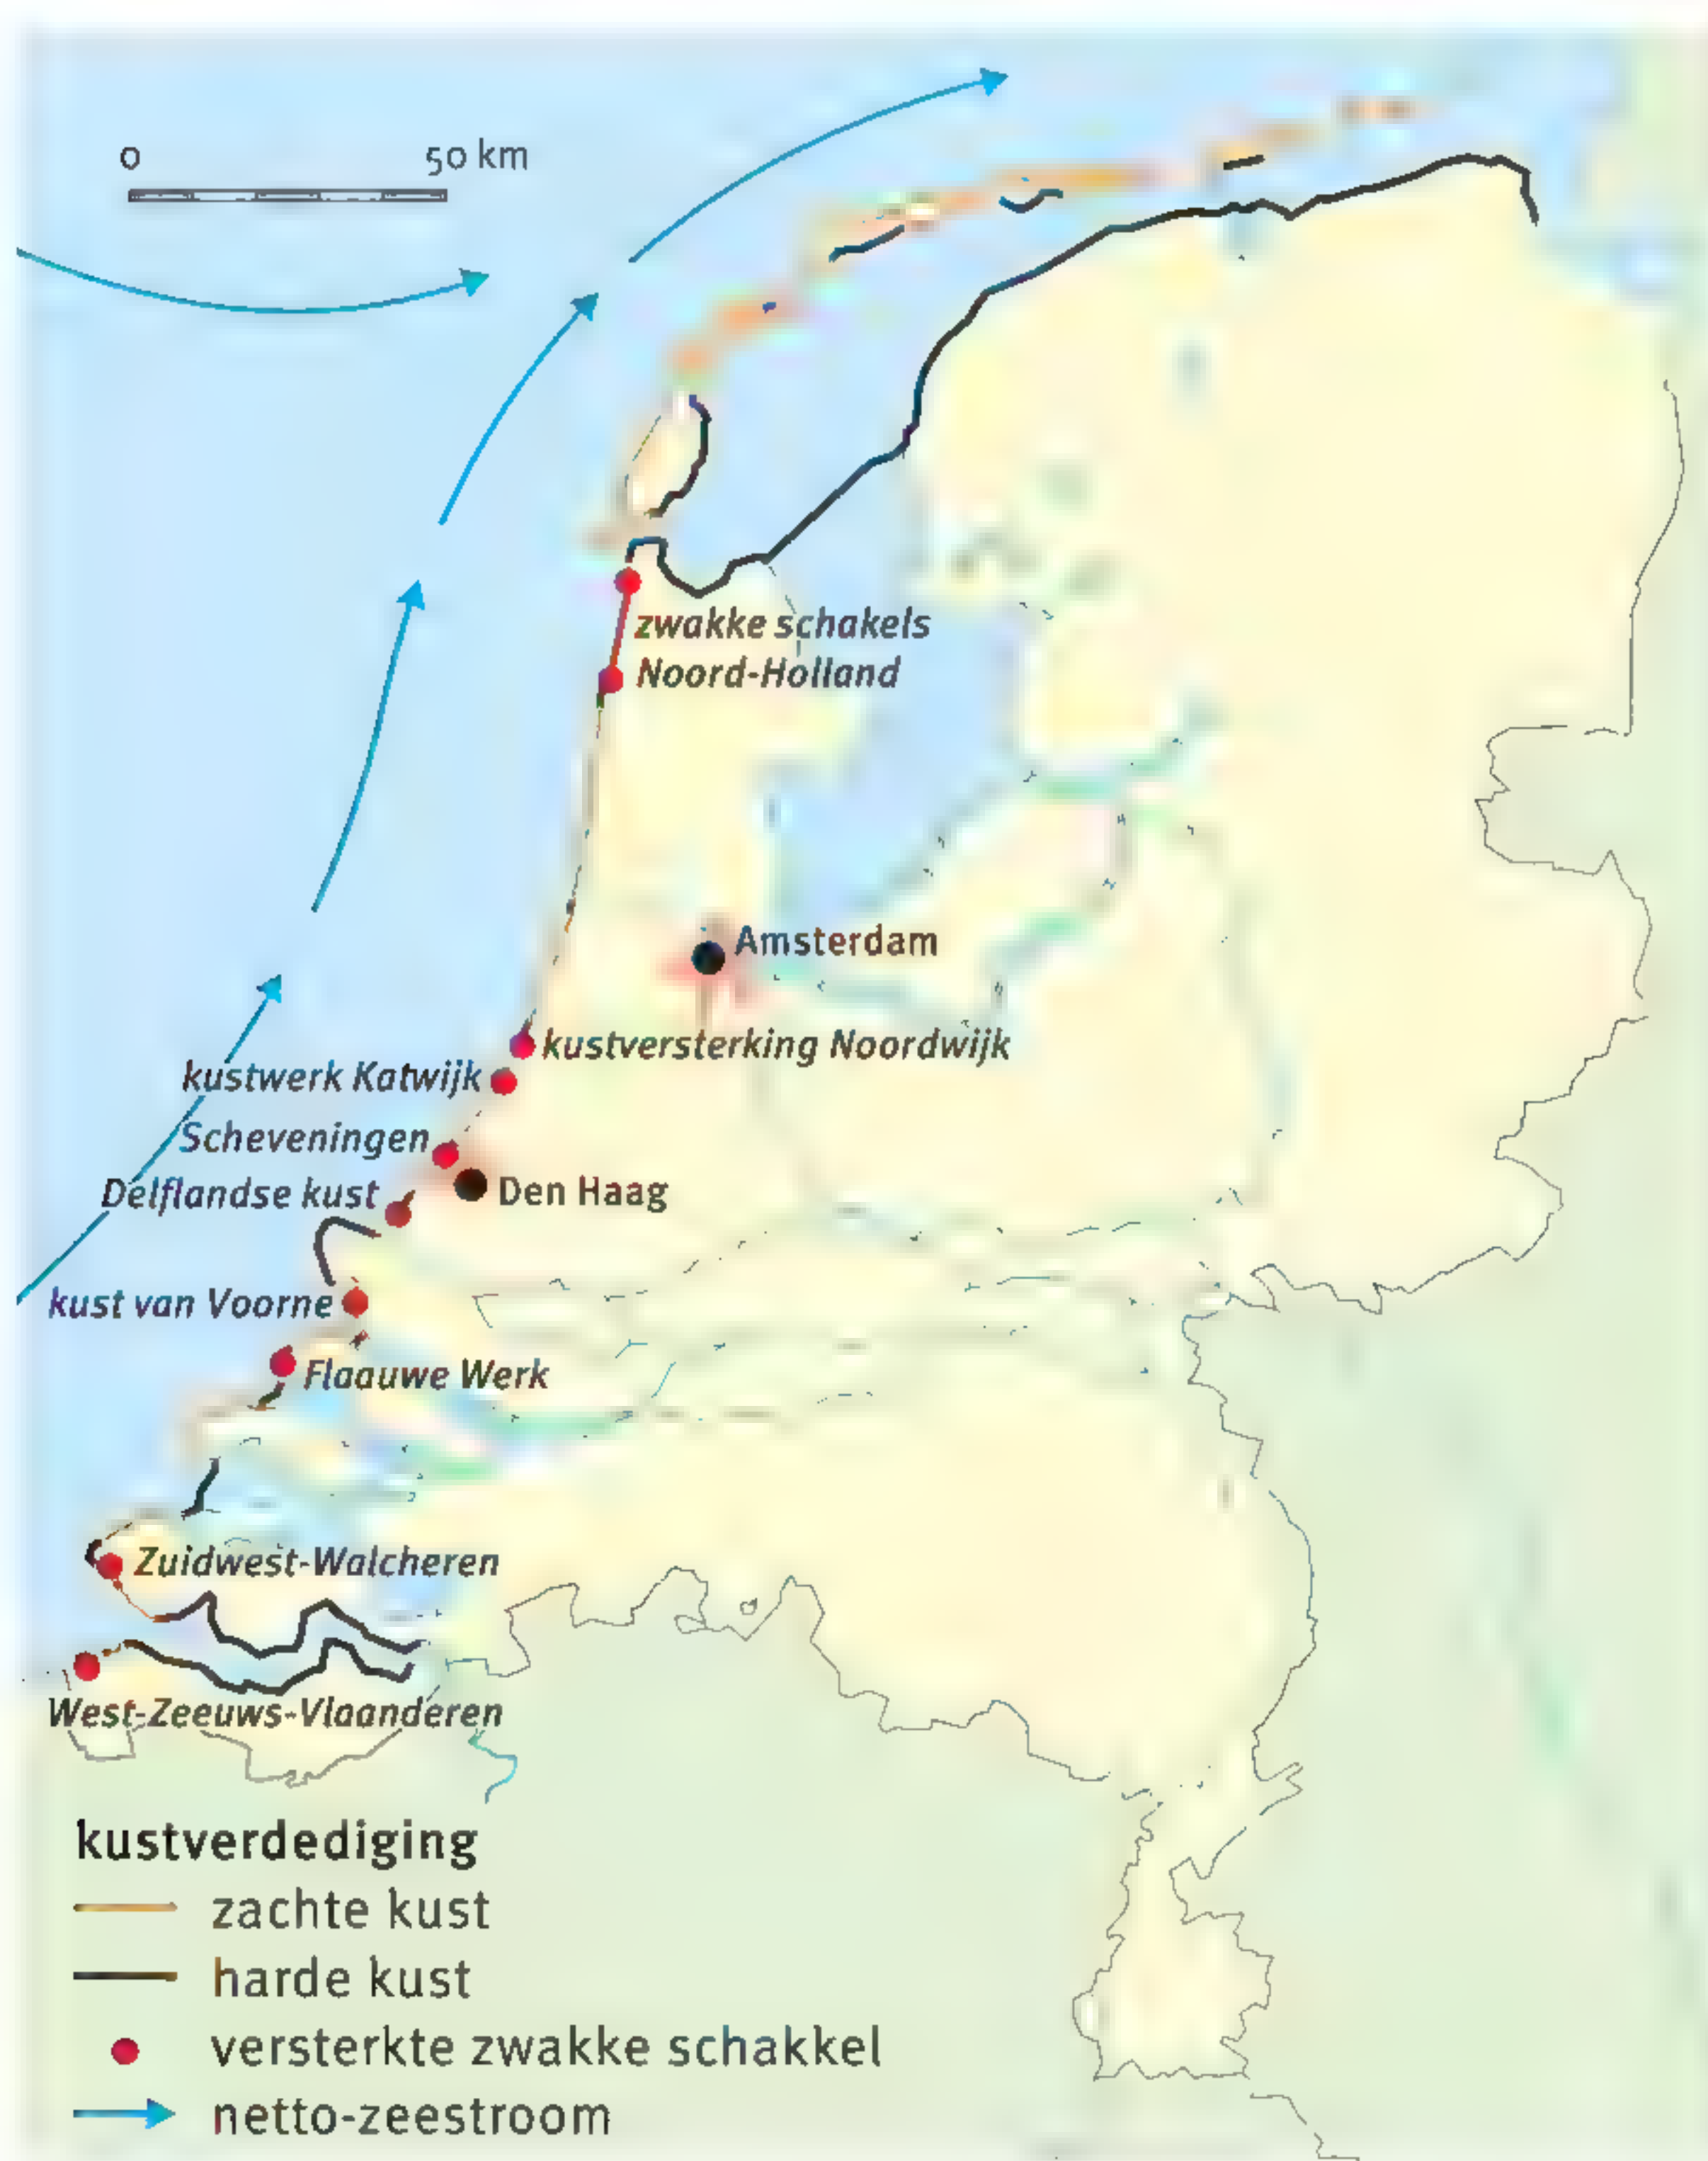 0 50 km
zwakke schakels
Noord-Holland
Amsterdam
kustversterking Noordwijk
kustwerk Katwijk
Scheveningen
Delflandse kust
Den Haag
kust van Voorne
Flaauwe Werk
Zuidwest-Walcheren
West-Zeeuws-Vlaanderen
kustverdediging
zachte kust
harde kust
versterkte zwakke schakkel
netto-zeestroom